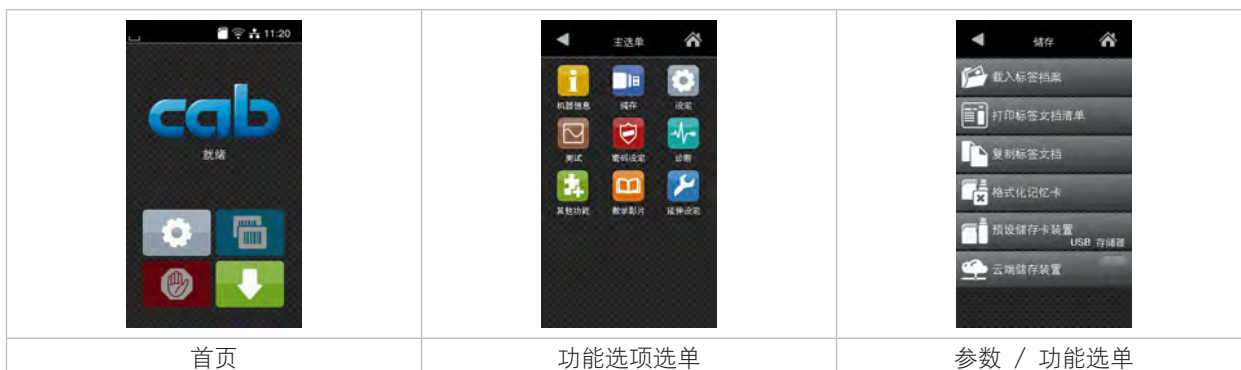 11:20
cab
就绪
首页
主选单
机器信息 储存 设定
测试 密码设定 诊断
其他功能 教学影片 延伸设定
功能选项选单
储存
载入标签档案
打印标签文档清单
复制标签文档
格式化记忆卡
预设储存卡装置
USB 存储器
云端储存装置
参数 / 功能选单